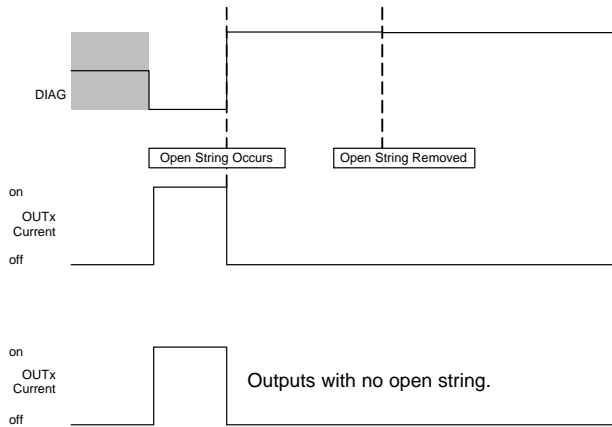 DIAG
Open String Occurs
Open String Removed
on
OUTx
Current
off
on
OUTx
Current
Outputs with no open string.
off